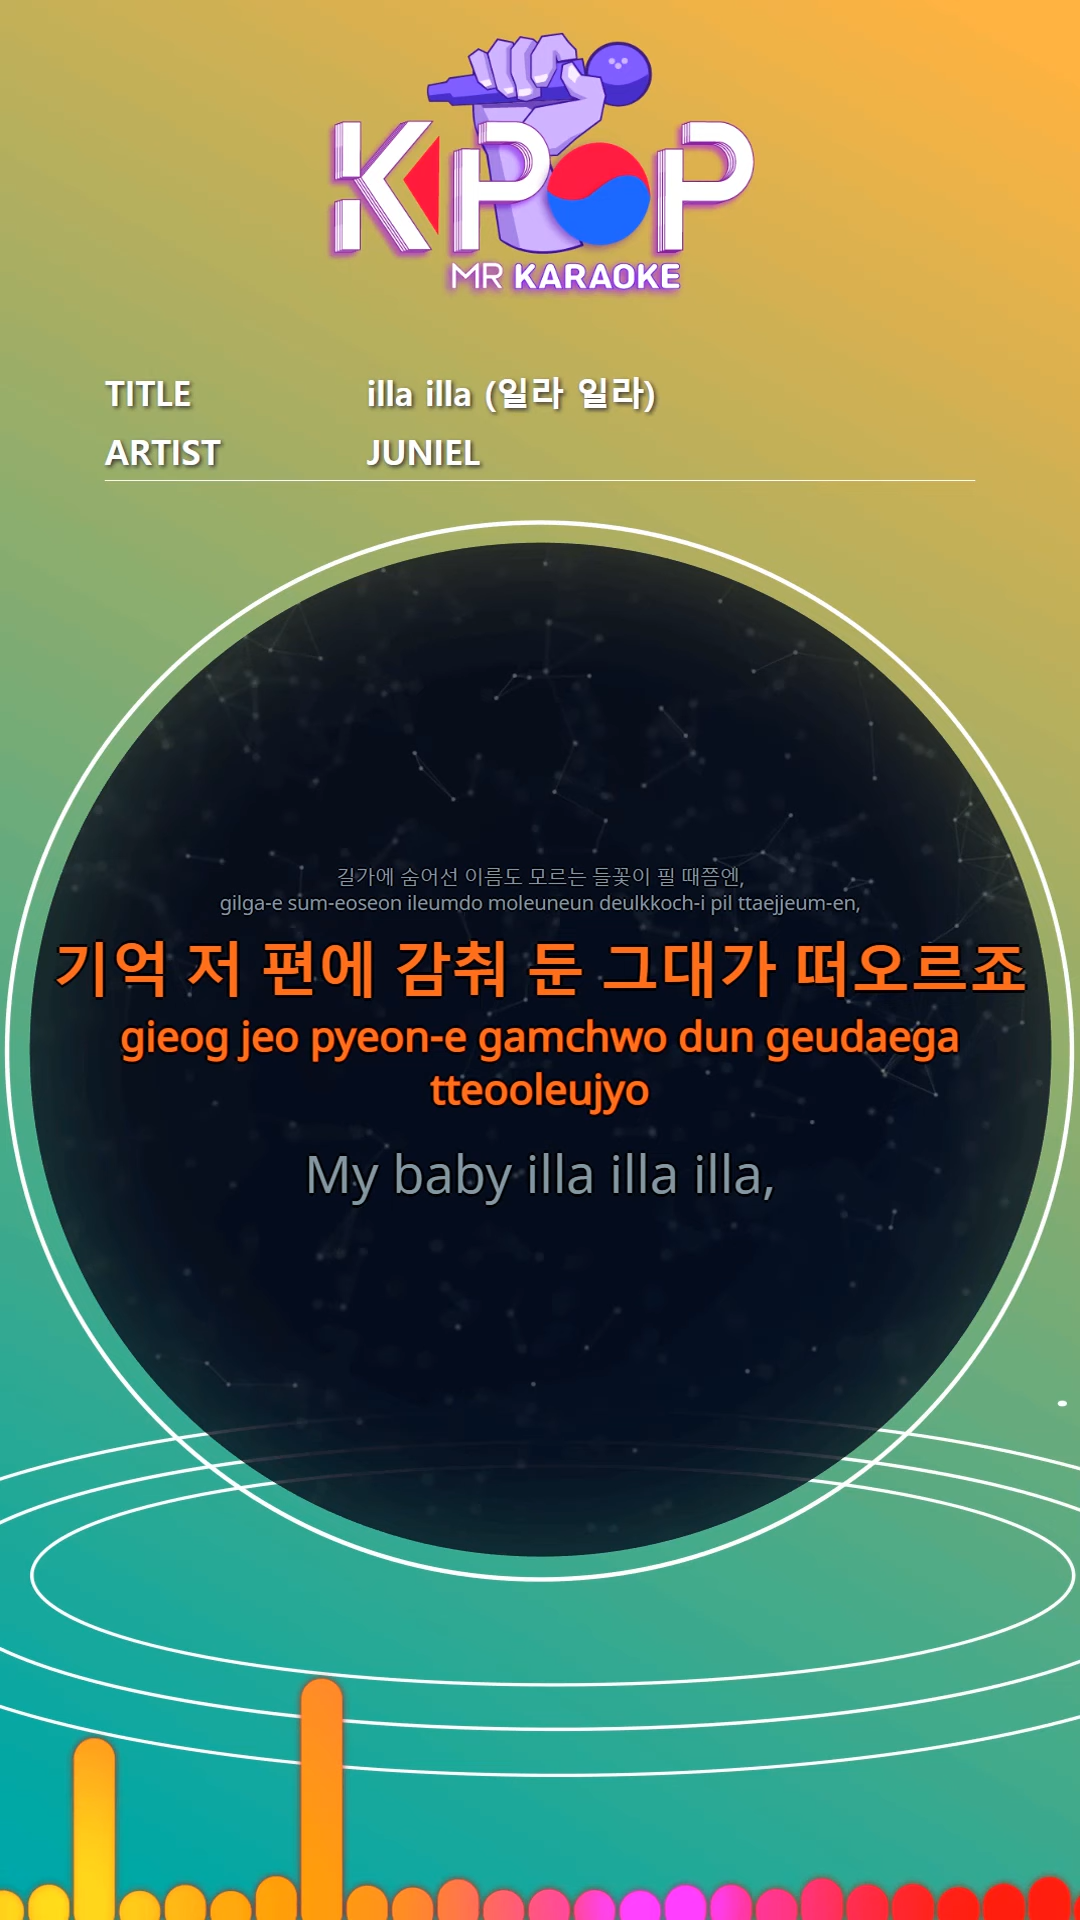 KPOP
MR KARAOKE
TITLE illa illa (일라 일라)
ARTIST JUNIEL
길가에 숨어선 이름도 모르는 들꽃이 필 때쯤엔,
gilga-e sum-eoseon ileumdo moleuneun deulkkoch-i pil ttaejjeum-en,
기억 저 편에 감춰 둔 그대가 떠오르죠
gieog jeo pyeon-e gamchwo dun geudaega
tteooleujyo
My baby illa illa illa,